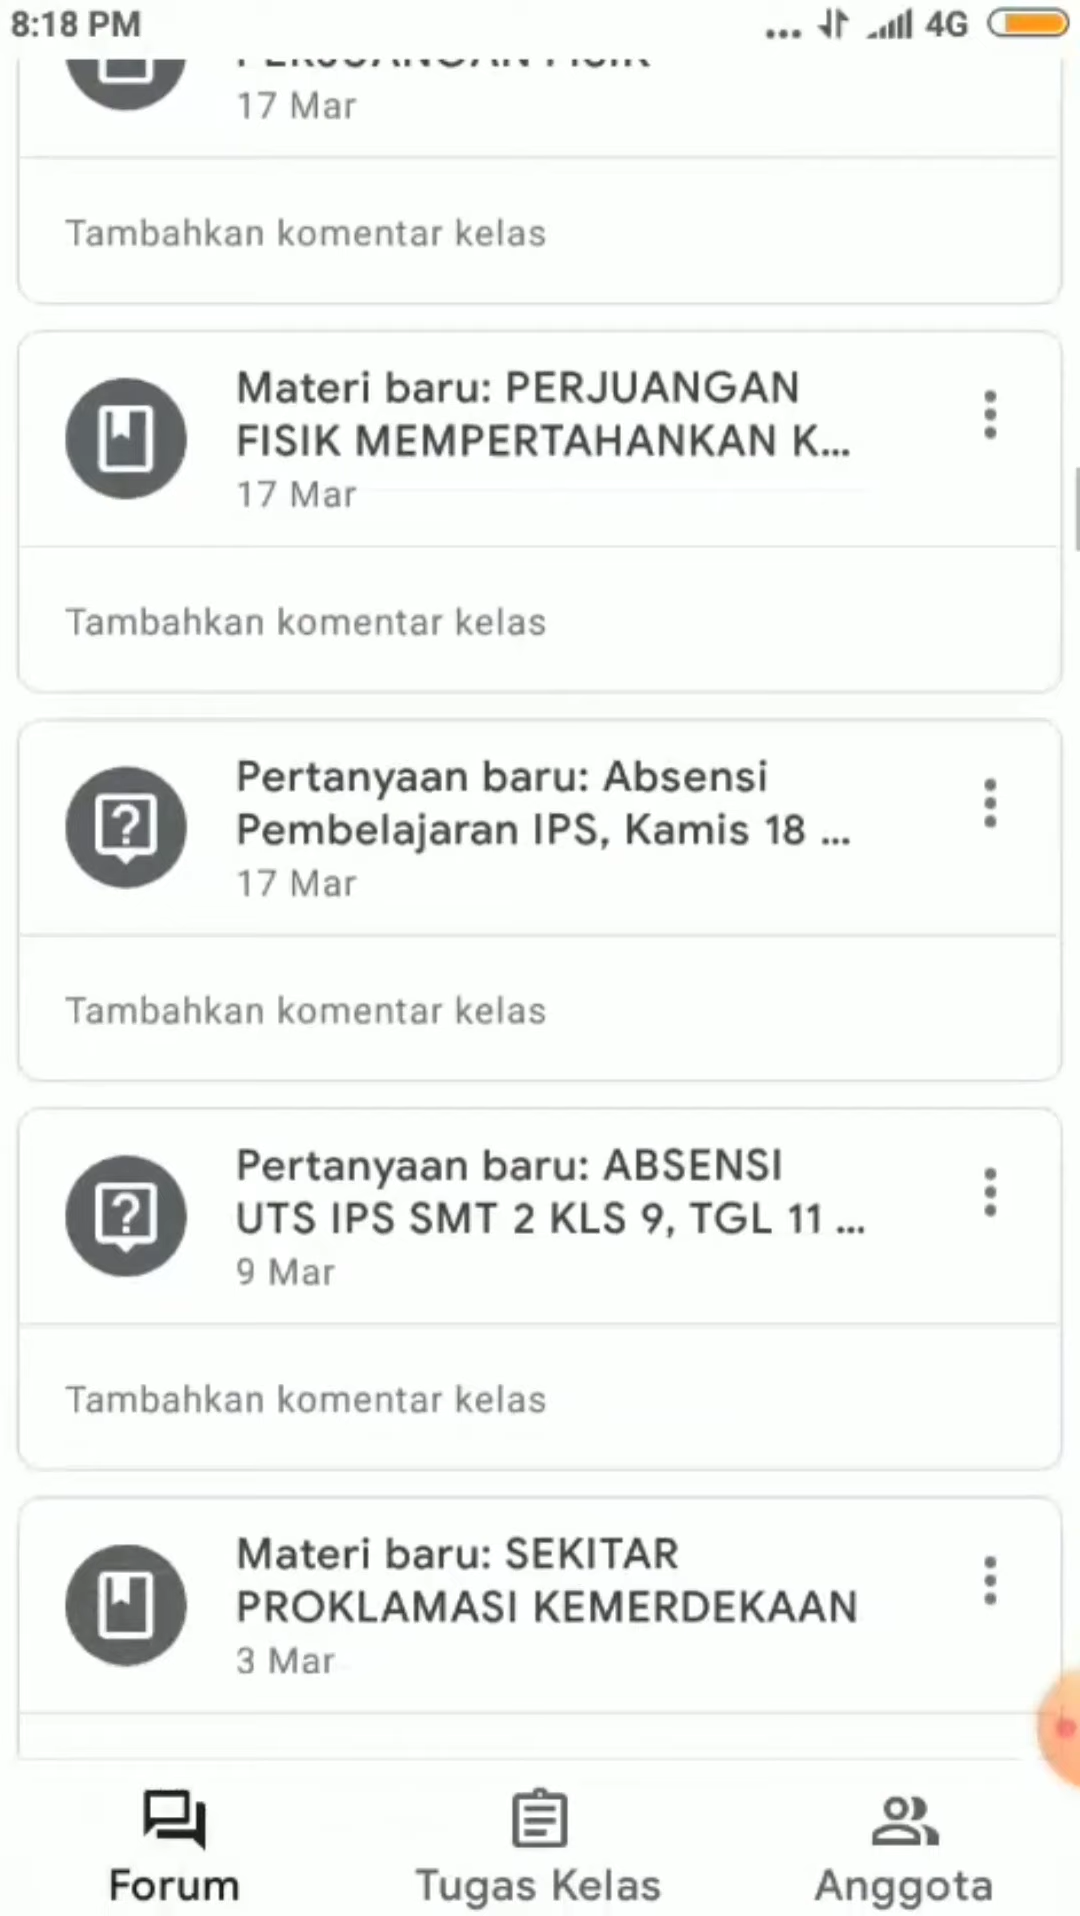 8:18 PM
4G
PERJUANGAN FISIK
17 Mar
Tambahkan komentar kelas
Materi baru: PERJUANGAN
FISIK MEMPERTAHANKAN K...
17 Mar
Tambahkan komentar kelas
Pertanyaan baru: Absensi
Pembelajaran IPS, Kamis 18 ...
17 Mar
Tambahkan komentar kelas
Pertanyaan baru: ABSENSI
UTS IPS SMT 2 KLS 9, TGL 11 ...
9 Mar
Tambahkan komentar kelas
Materi baru: SEKITAR
PROKLAMASI KEMERDEKAAN
3 Mar
Forum
Tugas Kelas
Anggota